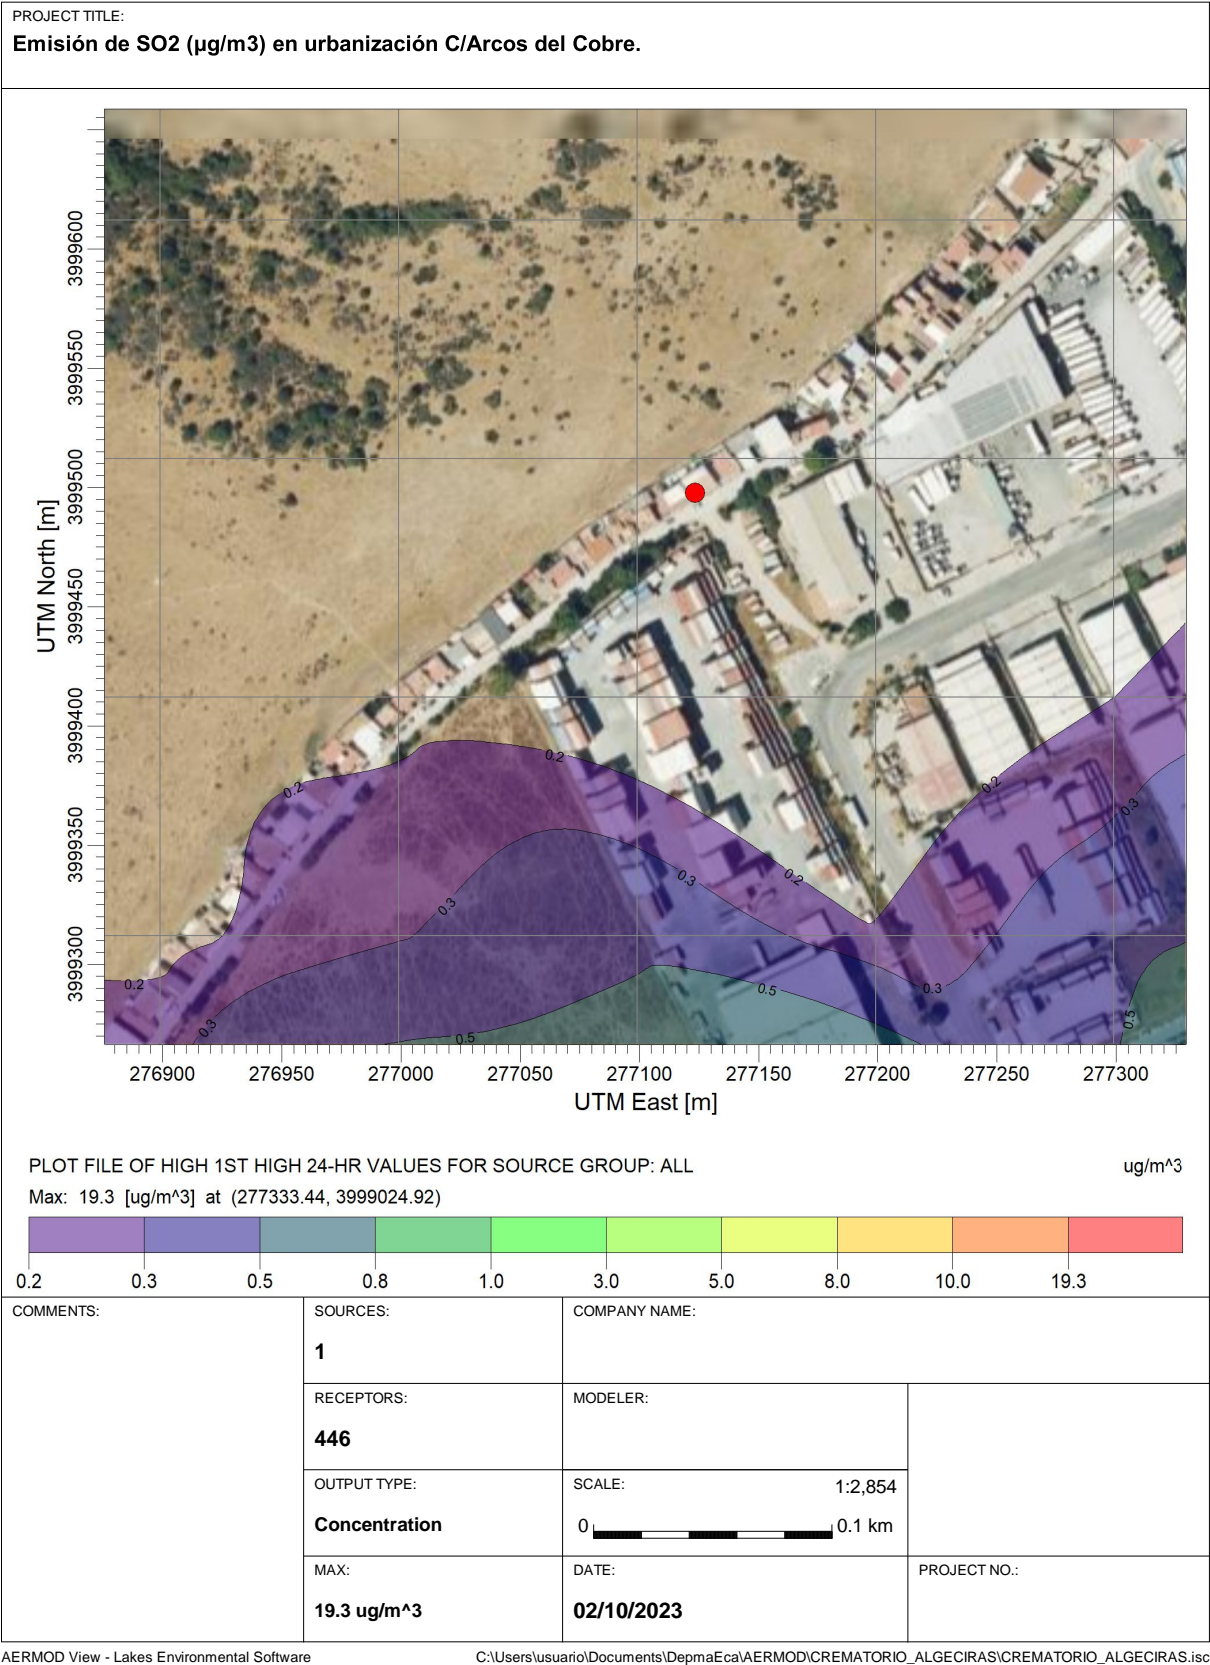 PROJECT TITLE:
Emisión de SO2 (µg/m3) en urbanización C/Arcos del Cobre.
UTM North [m]
3999600
3999550
3999500
3999450
3999400
3999350
3999300
0.2
0.2
0.2
0.2
0.3
0.3
0.3
0.2
0.2
0.3
0.5
0.3
0.3
0.5
0.5
276900
276950
277000
277050
277100
277150
277200
277250
277300
UTM East [m]
PLOT FILE OF HIGH 1ST HIGH 24-HR VALUES FOR SOURCE GROUP: ALL
ug/m^3
Max: 19.3 [ug/m^3] at (277333.44, 3999024.92)
0.2 0.3 0.5 0.8 1.0 3.0 5.0 8.0 10.0 19.3
COMMENTS:
SOURCES:
1
COMPANY NAME:
RECEPTORS:
446
MODELER:
OUTPUT TYPE:
Concentration
SCALE:
1:2,854
0
0.1 km
MAX:
19.3 ug/m^3
DATE:
02/10/2023
PROJECT NO.:
AERMOD View - Lakes Environmental Software
C:\Users\usuario\Documents\DepmaEca\AERMOD\CREMATORIO_ALGECIRAS\CREMATORIO_ALGECIRAS.isc